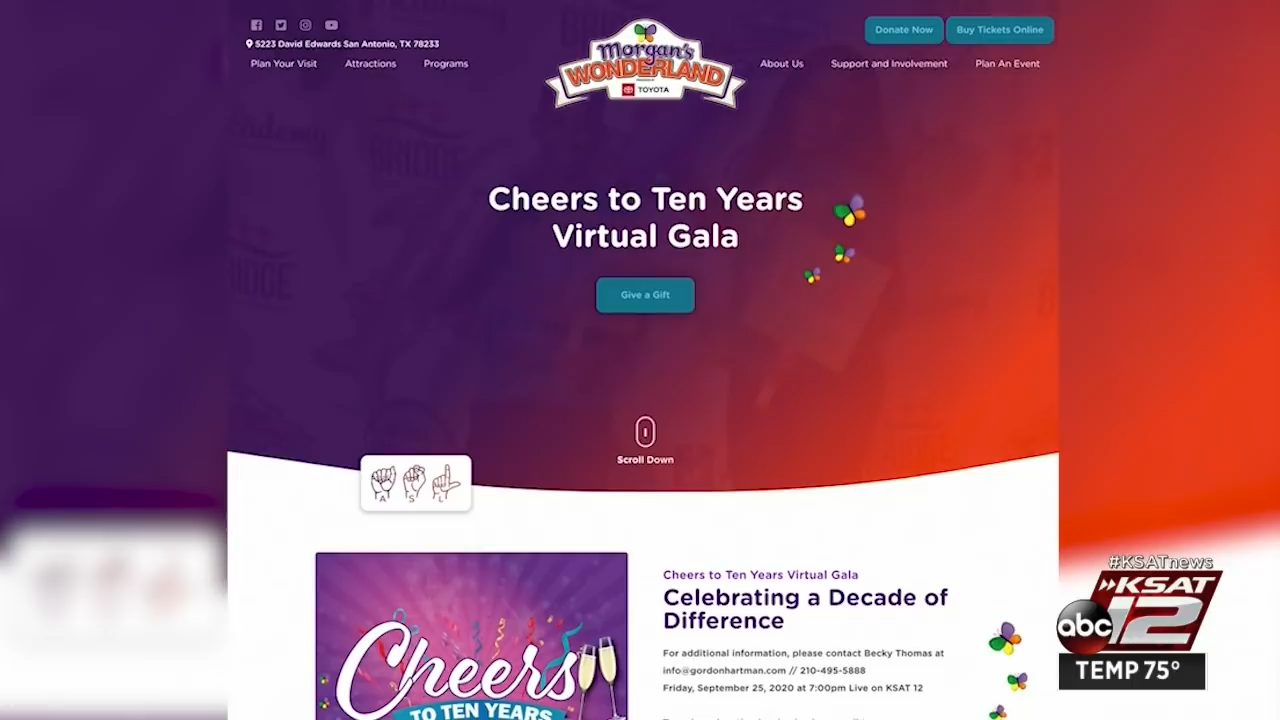 5223 David Edwards San Antonio, TX 78233
Plan Your Visit
Attractions
Programs
Morgan's
WONDERLAND
TOYOTA
Donate Now
Buy Tickets Online
About Us
Support and Involvement
Plan An Event
Cheers to Ten Years
Virtual Gala
Give a Gift
Scroll Down
A S L
Cheers
TO TEN YEARS
Cheers to Ten Years Virtual Gala
Celebrating a Decade of
Difference
For additional information, please contact Becky Thomas at
info@gordonhartman.com // 210-495-5888
Friday, September 25, 2020 at 7:00pm Live on KSAT 12
#KSATnews
KSAT
abc 12
TEMP 75°